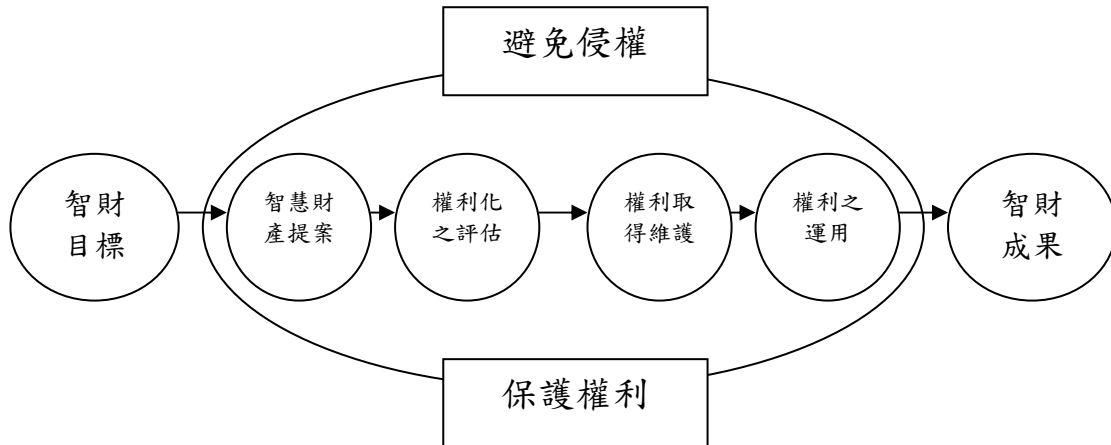 避免侵權
智財
目標
智慧財
產提案
權利化
之評估
權利取
得維護
權利之
運用
智財
成果
保護權利